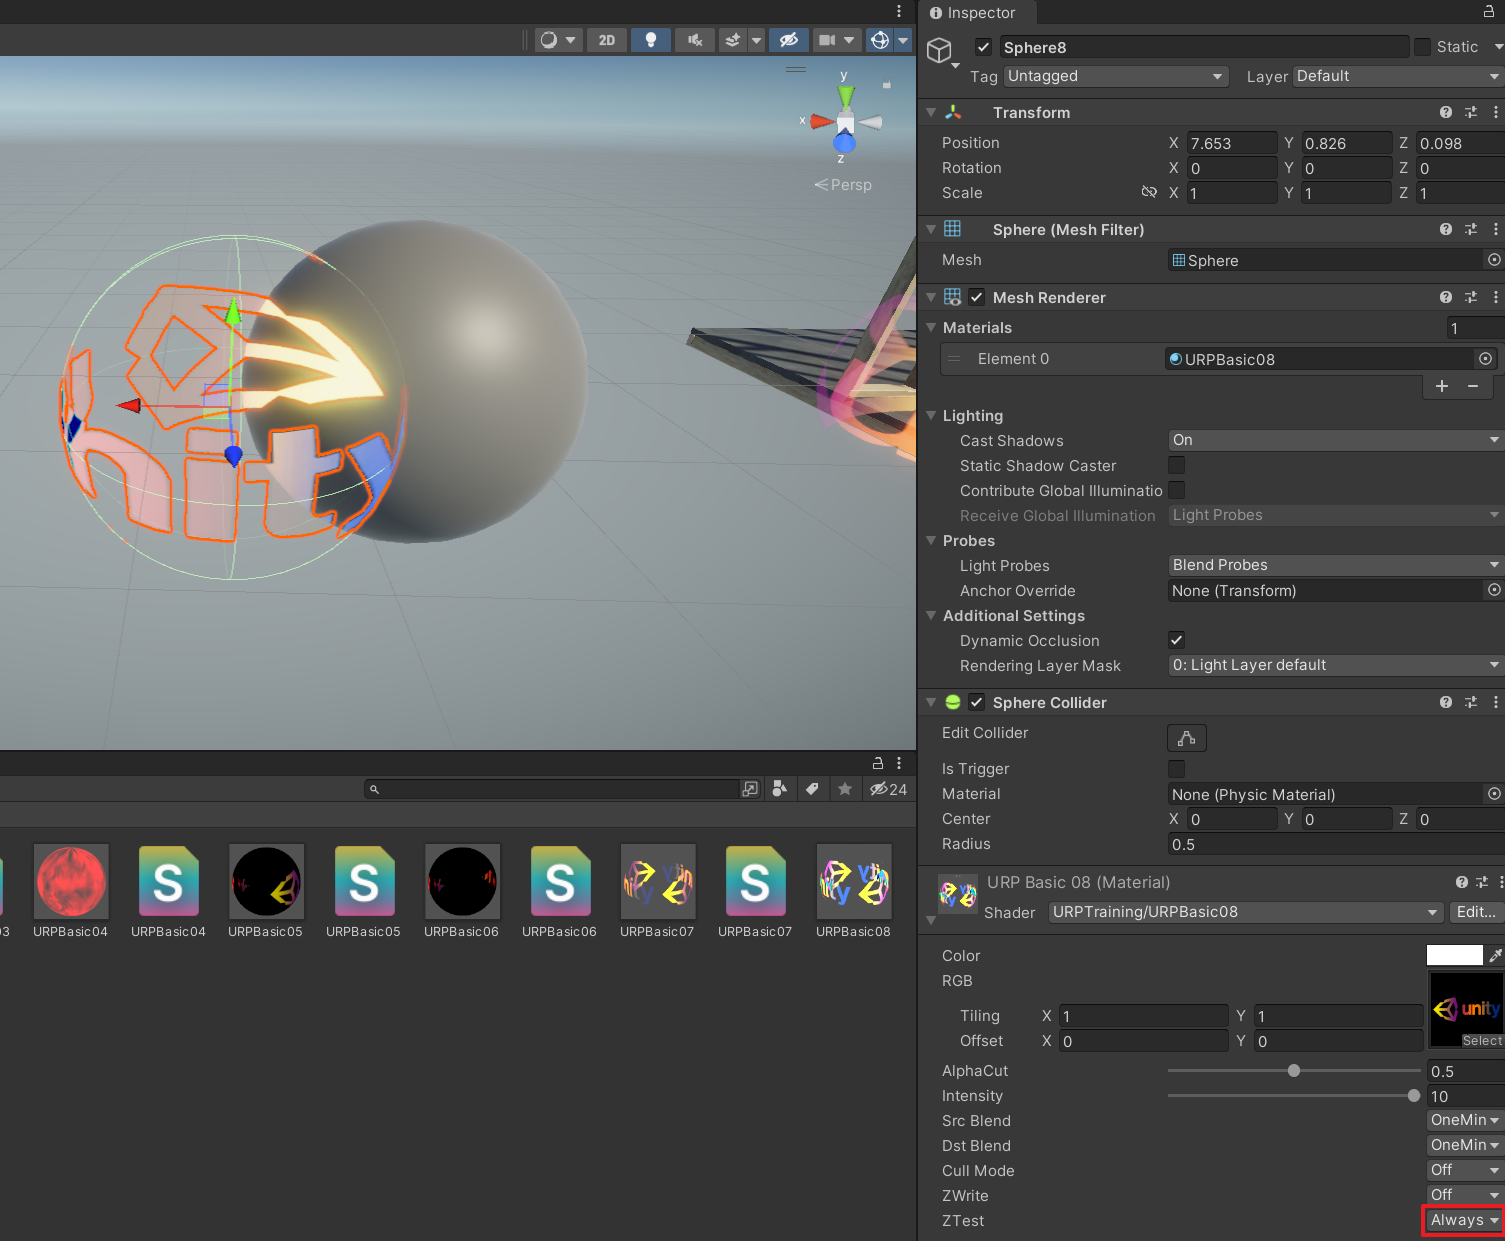 Inspector
2D
Sphere8
Static
Tag Untagged Layer Default
y
x
z
Persp
Transform
Position X 7.653 Y 0.826 Z 0.098
Rotation X 0 Y 0 Z 0
Scale X 1 Y 1 Z 1
Sphere (Mesh Filter)
Mesh Sphere
Mesh Renderer
Materials 1
Element 0 URPBasic08
Lighting
Cast Shadows On
Static Shadow Caster
Contribute Global Illuminatio
Receive Global Illumination Light Probes
Probes
Light Probes Blend Probes
Anchor Override None (Transform)
Additional Settings
Dynamic Occlusion
Rendering Layer Mask 0: Light Layer default
Sphere Collider
Edit Collider
Is Trigger
Material None (Physic Material)
Center X 0 Y 0 Z 0
Radius 0.5
URP Basic 08 (Material)
Shader URPTraining/URPBasic08 Edit...
Color
RGB
unity
Select
Tiling X 1 Y 1
Offset X 0 Y 0
AlphaCut 0.5
Intensity 10
Src Blend OneMin
Dst Blend OneMin
Cull Mode Off
ZWrite Off
ZTest Always
nity
24
S S S S
03 URPBasic04 URPBasic04 URPBasic05 URPBasic05 URPBasic06 URPBasic06 URPBasic07 URPBasic07 URPBasic08